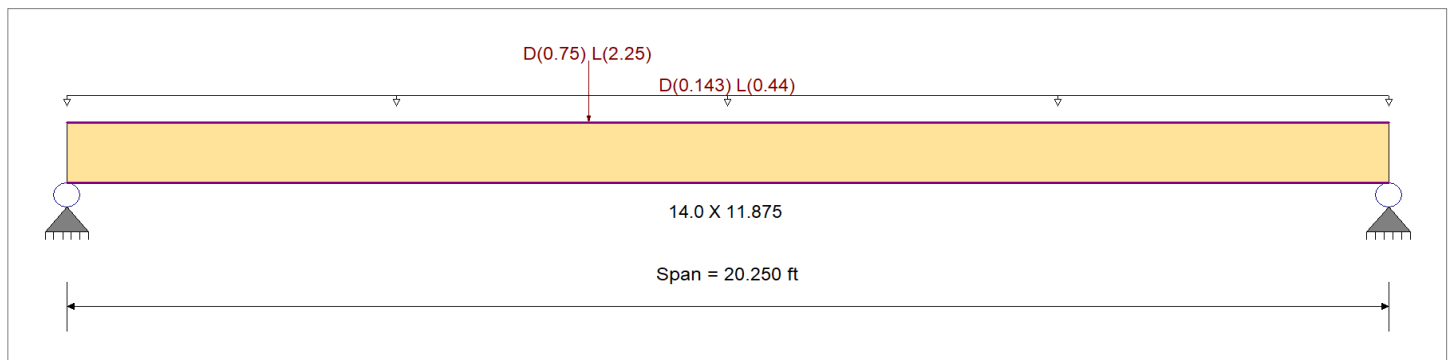 D(0.75) L(2.25)
D(0.143) L(0.44)
14.0 X 11.875
Span = 20.250 ft